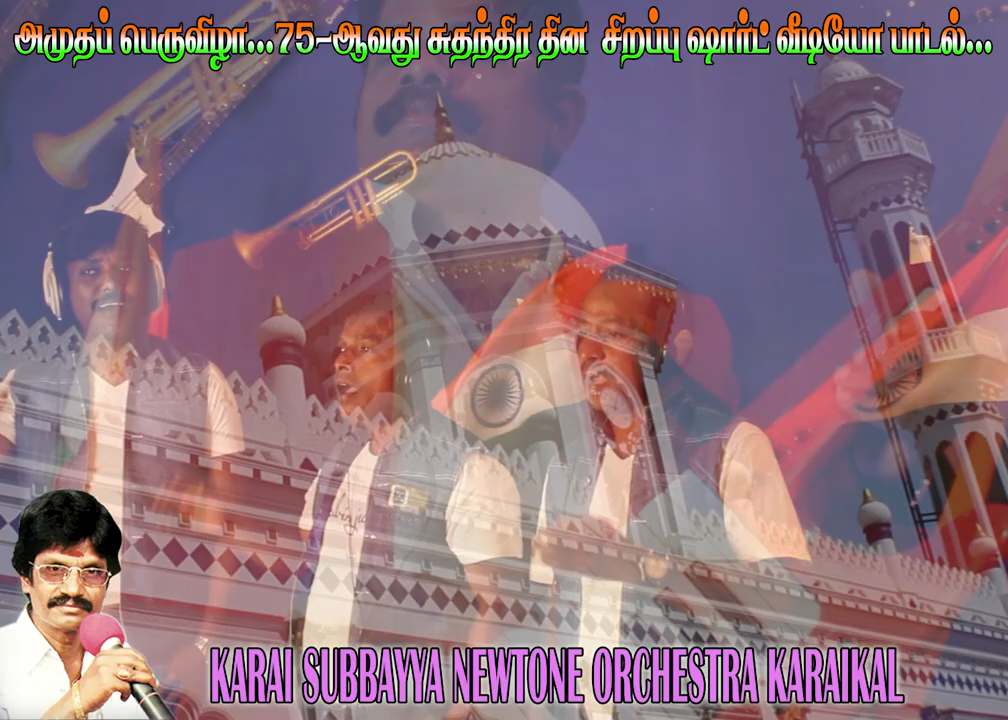 அமுதப் பெருவிழா...75-ஆவது சுதந்திர தின சிறப்பு ஷார்ட் வீடியோ பாடல்...
KARAI SUBBAYYA NEWTONE ORCHESTRA KARAIKAL